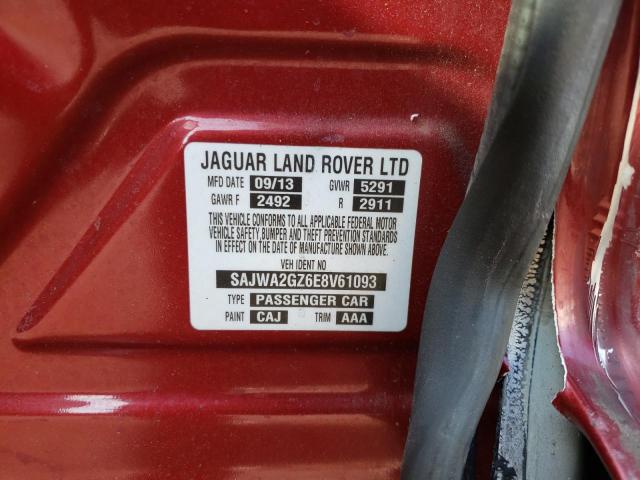 JAGUAR LAND ROVER LTD
MFD DATE 09/13 GVWR 5291
GAWR F 2492 R 2911
THIS VEHICLE CONFORMS TO ALL APPLICABLE FEDERAL MOTOR
VEHICLE SAFETY,BUMPER AND THEFT PREVENTION STANDARDS
IN EFFECT ON THE DATE OF MANUFACTURE SHOWN ABOVE.
VEH IDENT NO
SAJWA2GZ6E8V61093
TYPE PASSENGER CAR
PAINT CAJ TRIM AAA